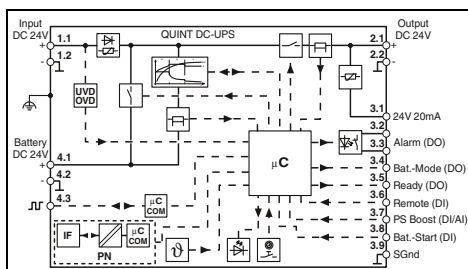 Input
DC 24V
+
1.1
1.2
-
QUINT DC-UPS
Output
DC 24V
2.1
+
2.2
-
UVD
OVD
3.1
24V 20mA
3.2
3.3
Alarm (DO)
3.4
Bat.-Mode (DO)
3.5
Ready (DO)
3.6
Remote (DI)
3.7
PS Boost (DI/AI)
3.8
Bat.-Start (DI)
3.9
SGnd
µC
Battery
DC 24V
4.1
+
4.2
-
4.3
µC
COM
IF
µC
COM
PN
ϑ